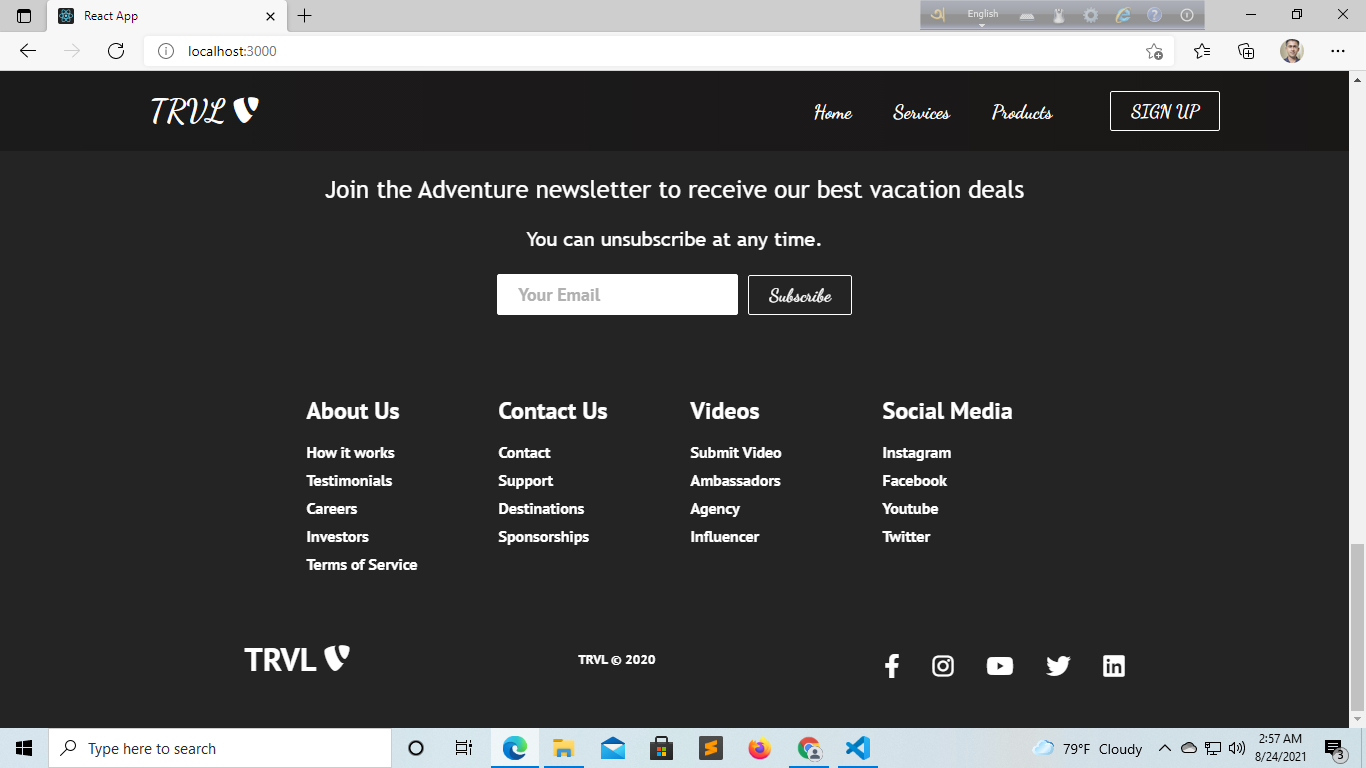 React App
English
localhost:3000
TRVL
Home Services Products SIGN UP
Join the Adventure newsletter to receive our best vacation deals
You can unsubscribe at any time.
Your Email Subscribe
About Us Contact Us Videos Social Media
How it works Contact Submit Video Instagram
Testimonials Support Ambassadors Facebook
Careers Destinations Agency Youtube
Investors Sponsorships Influencer Twitter
Terms of Service
TRVL TRVL © 2020
Type here to search
79°F Cloudy
2:57 AM
8/24/2021
3